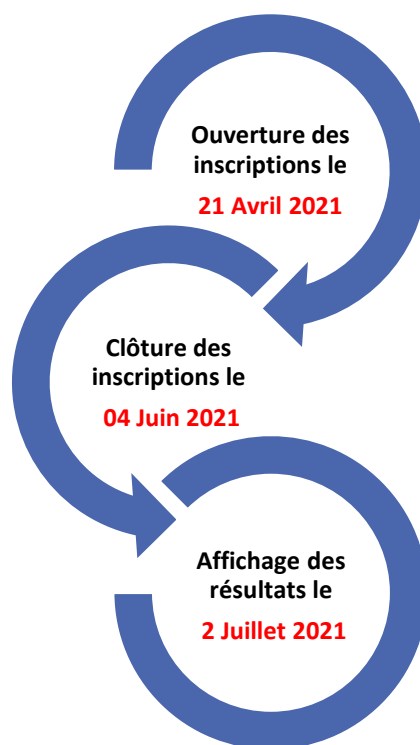 Ouverture des
inscriptions le
21 Avril 2021
Clôture des
inscriptions le
04 Juin 2021
Affichage des
résultats le
2 Juillet 2021